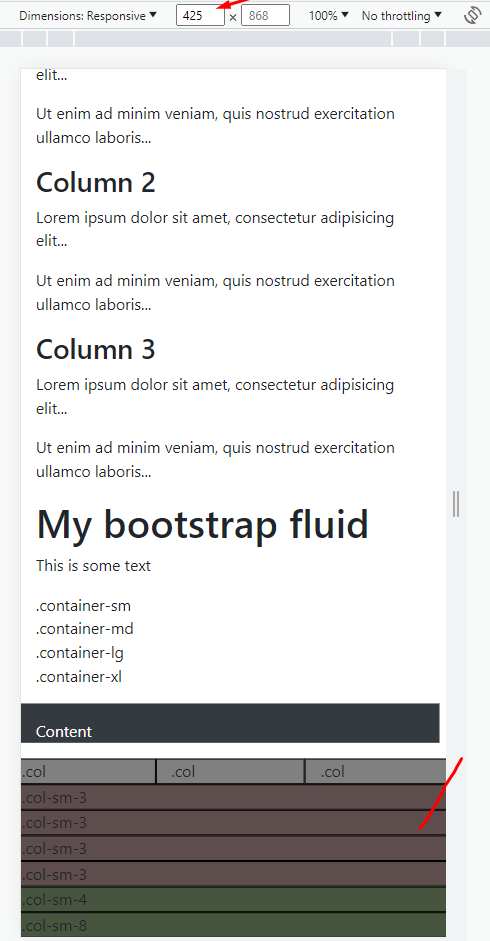 Dimensions: Responsive ▼ 425 × 868 100% ▼ No throttling ▼
elit...
Ut enim ad minim veniam, quis nostrud exercitation
ullamco laboris...
Column 2
Lorem ipsum dolor sit amet, consectetur adipisicing
elit...
Ut enim ad minim veniam, quis nostrud exercitation
ullamco laboris...
Column 3
Lorem ipsum dolor sit amet, consectetur adipisicing
elit...
Ut enim ad minim veniam, quis nostrud exercitation
ullamco laboris...
My bootstrap fluid
This is some text
.container-sm
.container-md
.container-lg
.container-xl
Content
.col .col .col
.col-sm-3
.col-sm-3
.col-sm-3
.col-sm-3
.col-sm-4
.col-sm-8